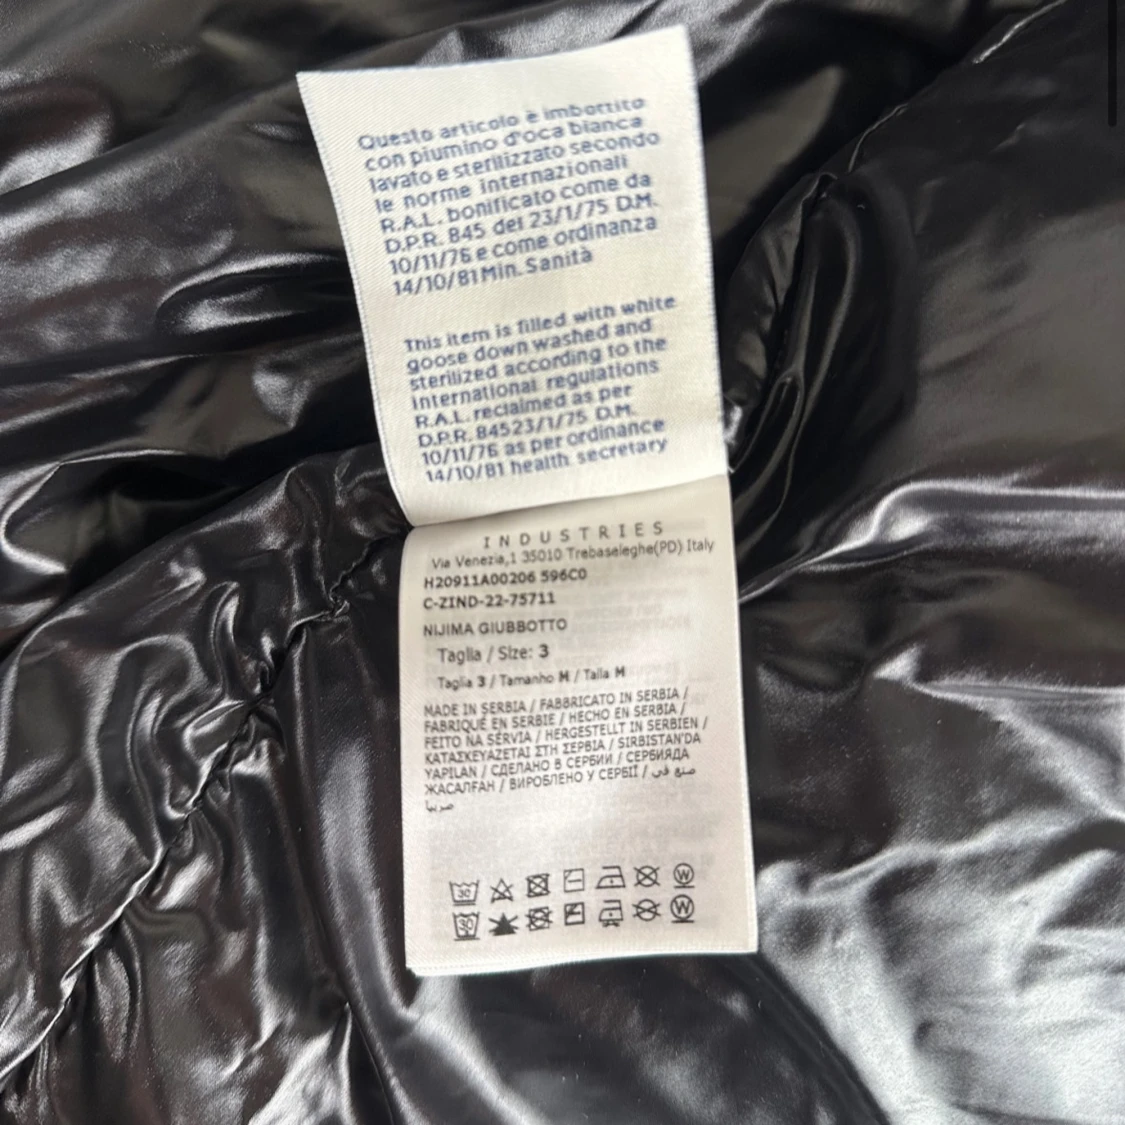 Questo articolo è imbottito
con piumino d'oca bianca
lavato e sterilizzato secondo
le norme internazionali
R.A.L. bonificato come da
D.P.R. 845 del 23/1/75 D.M.
10/11/76 e come ordinanza
14/10/81 Min. Sanità
This item is filled with white
goose down washed and
sterilized according to the
international regulations
R.A.L. reclaimed as per
D.P.R. 84523/1/75 D.M.
10/11/76 as per ordinance
14/10/81 health secretary
INDUSTRIES
Via Venezia,1 35010 Trebaseleghe(PD) Italy
H20911A00206 596C0
C-ZIND-22-75711
NIJIMA GIUBBOTTO
Taglia / Size: 3
Taglia 3 / Tamanho M / Talla M
MADE IN SERBIA / FABBRICATO IN SERBIA /
FABRIQUÉ EN SERBIE / HECHO EN SERBIA /
FEITO NA SÉRVIA / HERGESTELLT IN SERBIEN /
ΚΑΤΑΣΚΕΥΑΖΕΤΑΙ ΣΤΗ ΣΕΡΒΙΑ / SIRBISTAN'DA
YAPILAN / СДЕЛАНО В СЕРБИИ / СЕРБИЯДА
ЖАСАЛҒАН / ВИРОБЛЕНО У СЕРБІЇ / صنع في
صربيا
30 W
30 W